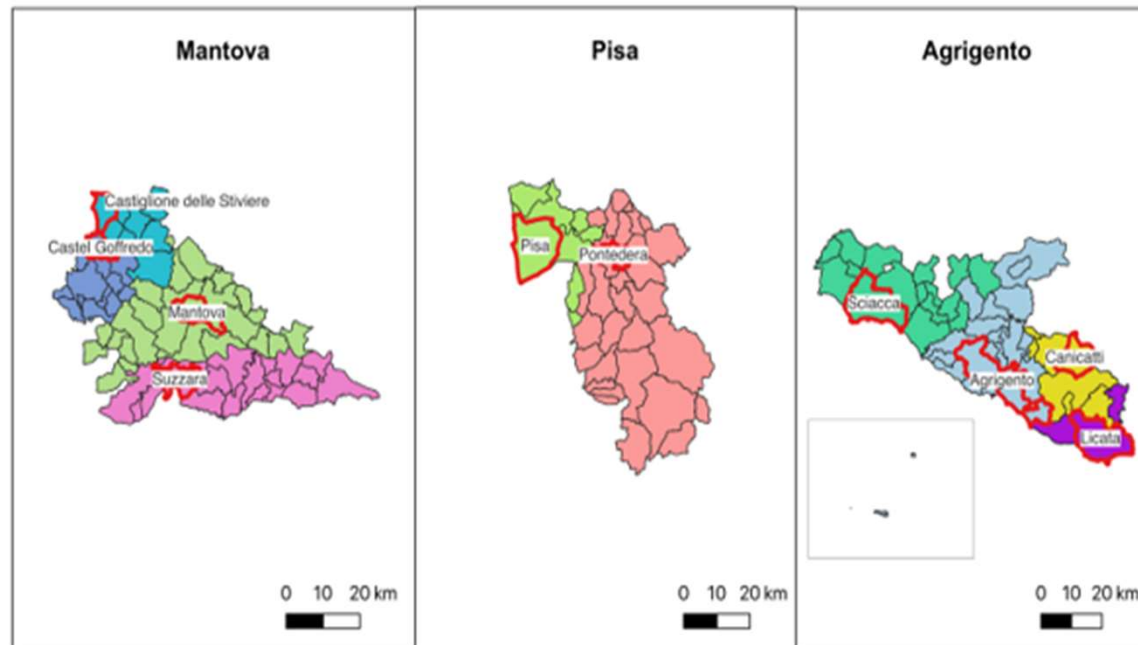 Mantova
Castiglione delle Stiviere
Castel Goffredo
Mantova
Suzzara
0 10 20 km
Pisa
Pisa
Pontedera
0 10 20 km
Agrigento
Sciacca
Canicatti
Agrigento
Licata
0 10 20 km